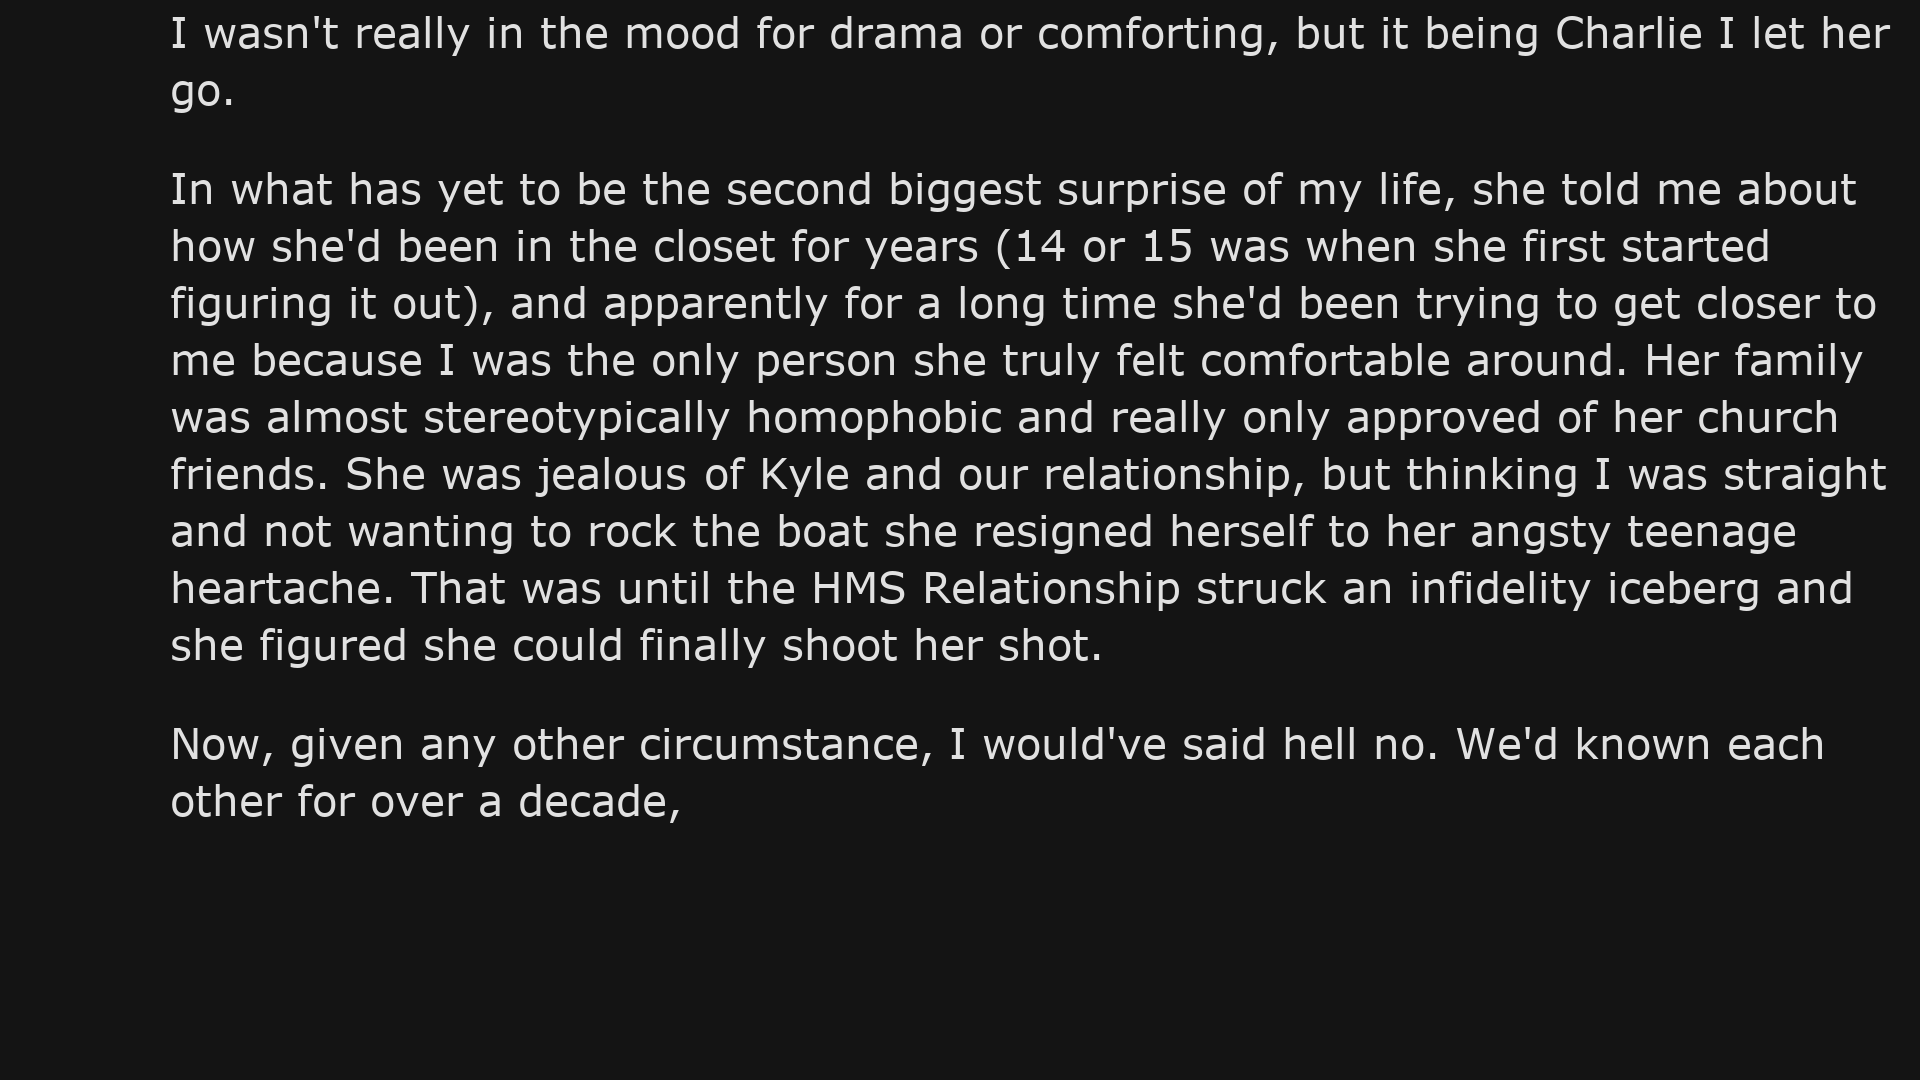 I wasn't really in the mood for drama or comforting, but it being Charlie I let her
go.
In what has yet to be the second biggest surprise of my life, she told me about
how she'd been in the closet for years (14 or 15 was when she first started
figuring it out), and apparently for a long time she'd been trying to get closer to
me because I was the only person she truly felt comfortable around. Her family
was almost stereotypically homophobic and really only approved of her church
friends. She was jealous of Kyle and our relationship, but thinking I was straight
and not wanting to rock the boat she resigned herself to her angsty teenage
heartache. That was until the HMS Relationship struck an infidelity iceberg and
she figured she could finally shoot her shot.
Now, given any other circumstance, I would've said hell no. We'd known each
other for over a decade,